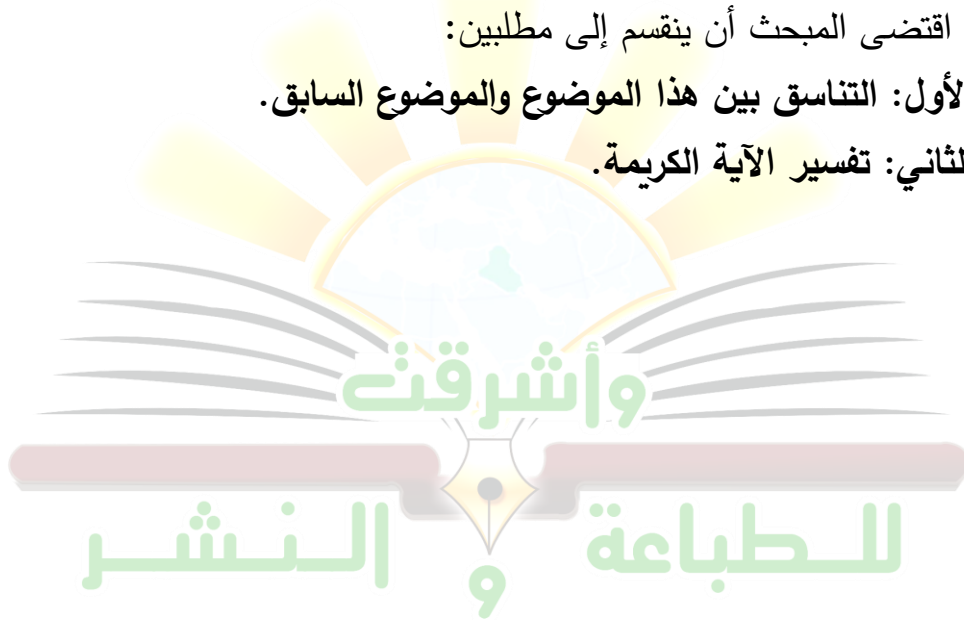 اقتضى المبحث أن ينقسم إلى مطلبين:
لأول: التناسق بين هذا الموضوع والموضوع السابق.
لثاني: تفسير الآية الكريمة.
وأشرقت
للطباعة و النشر